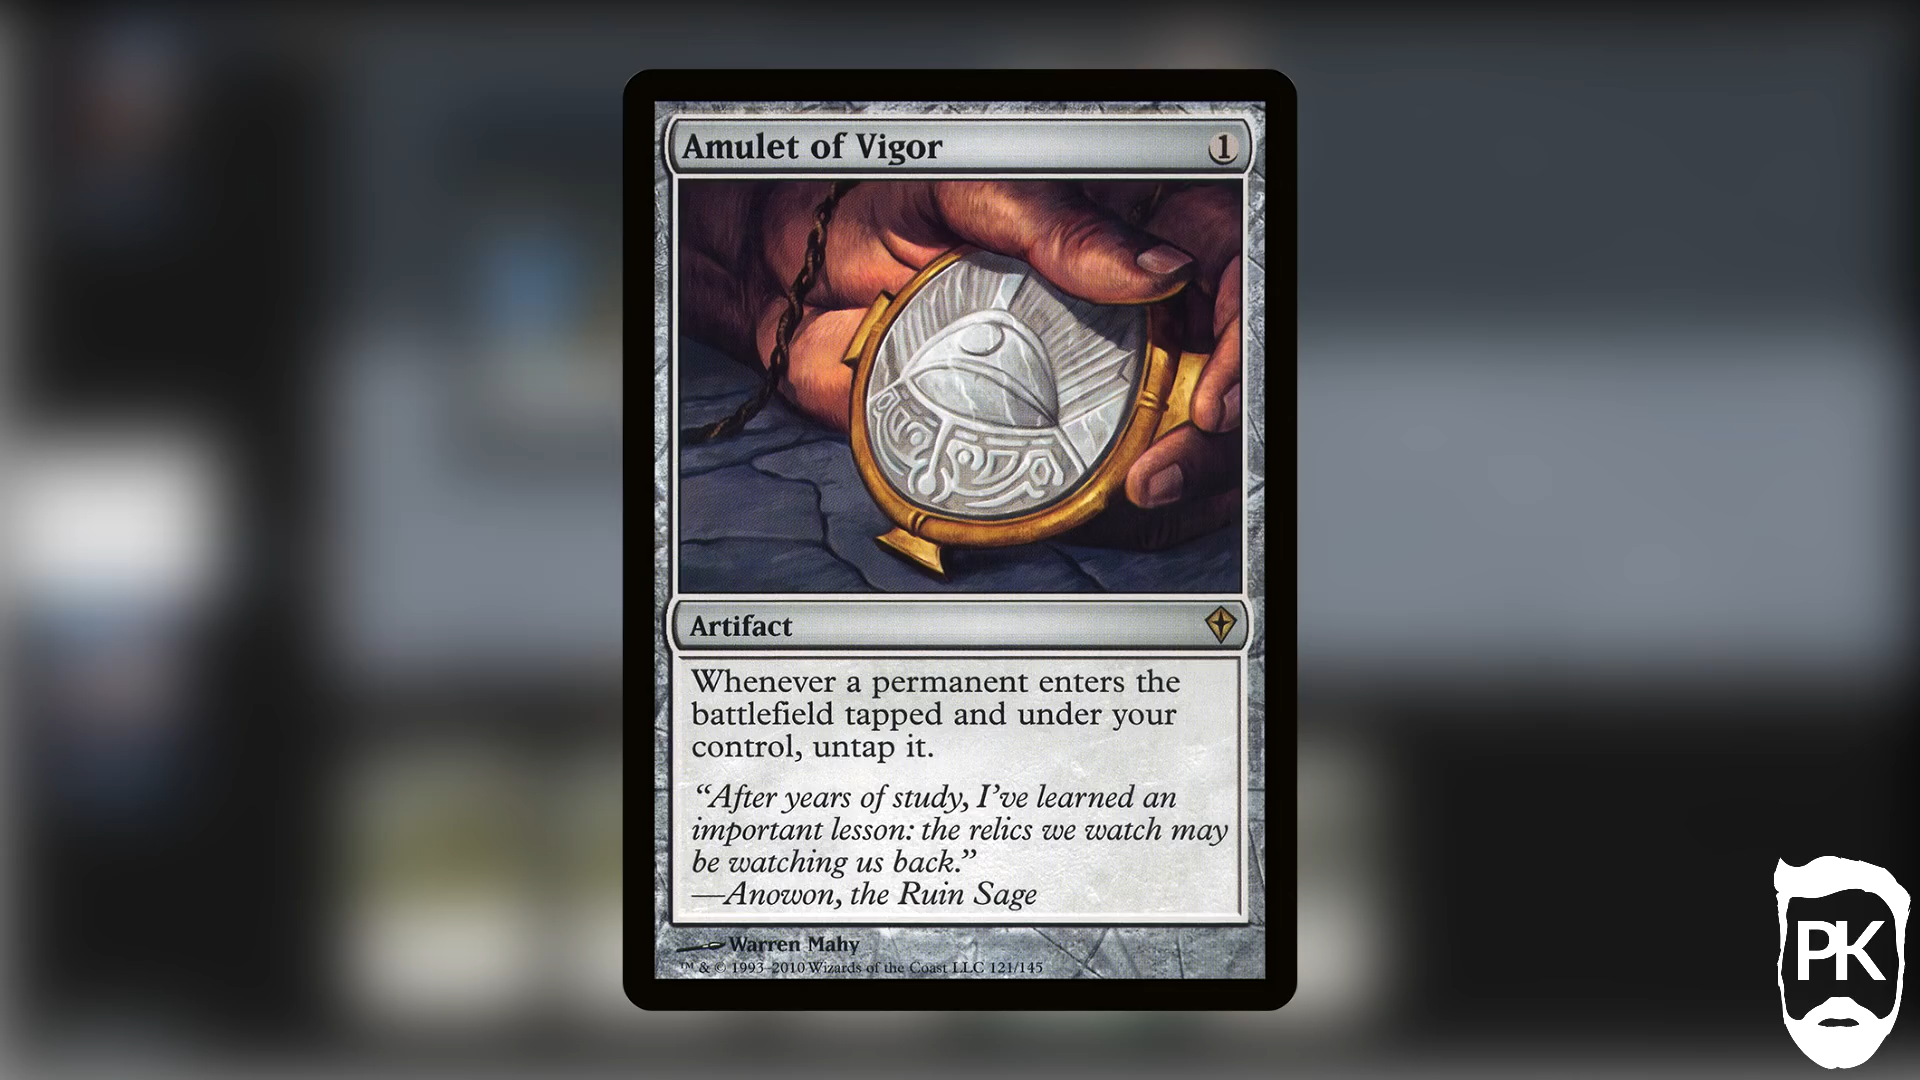 Amulet of Vigor
1
Artifact
Whenever a permanent enters the
battlefield tapped and under your
control, untap it.
“After years of study, I’ve learned an
important lesson: the relics we watch may
be watching us back.”
—Anowon, the Ruin Sage
Warren Mahy
™ & © 1993–2010 Wizards of the Coast LLC 121/145
PK